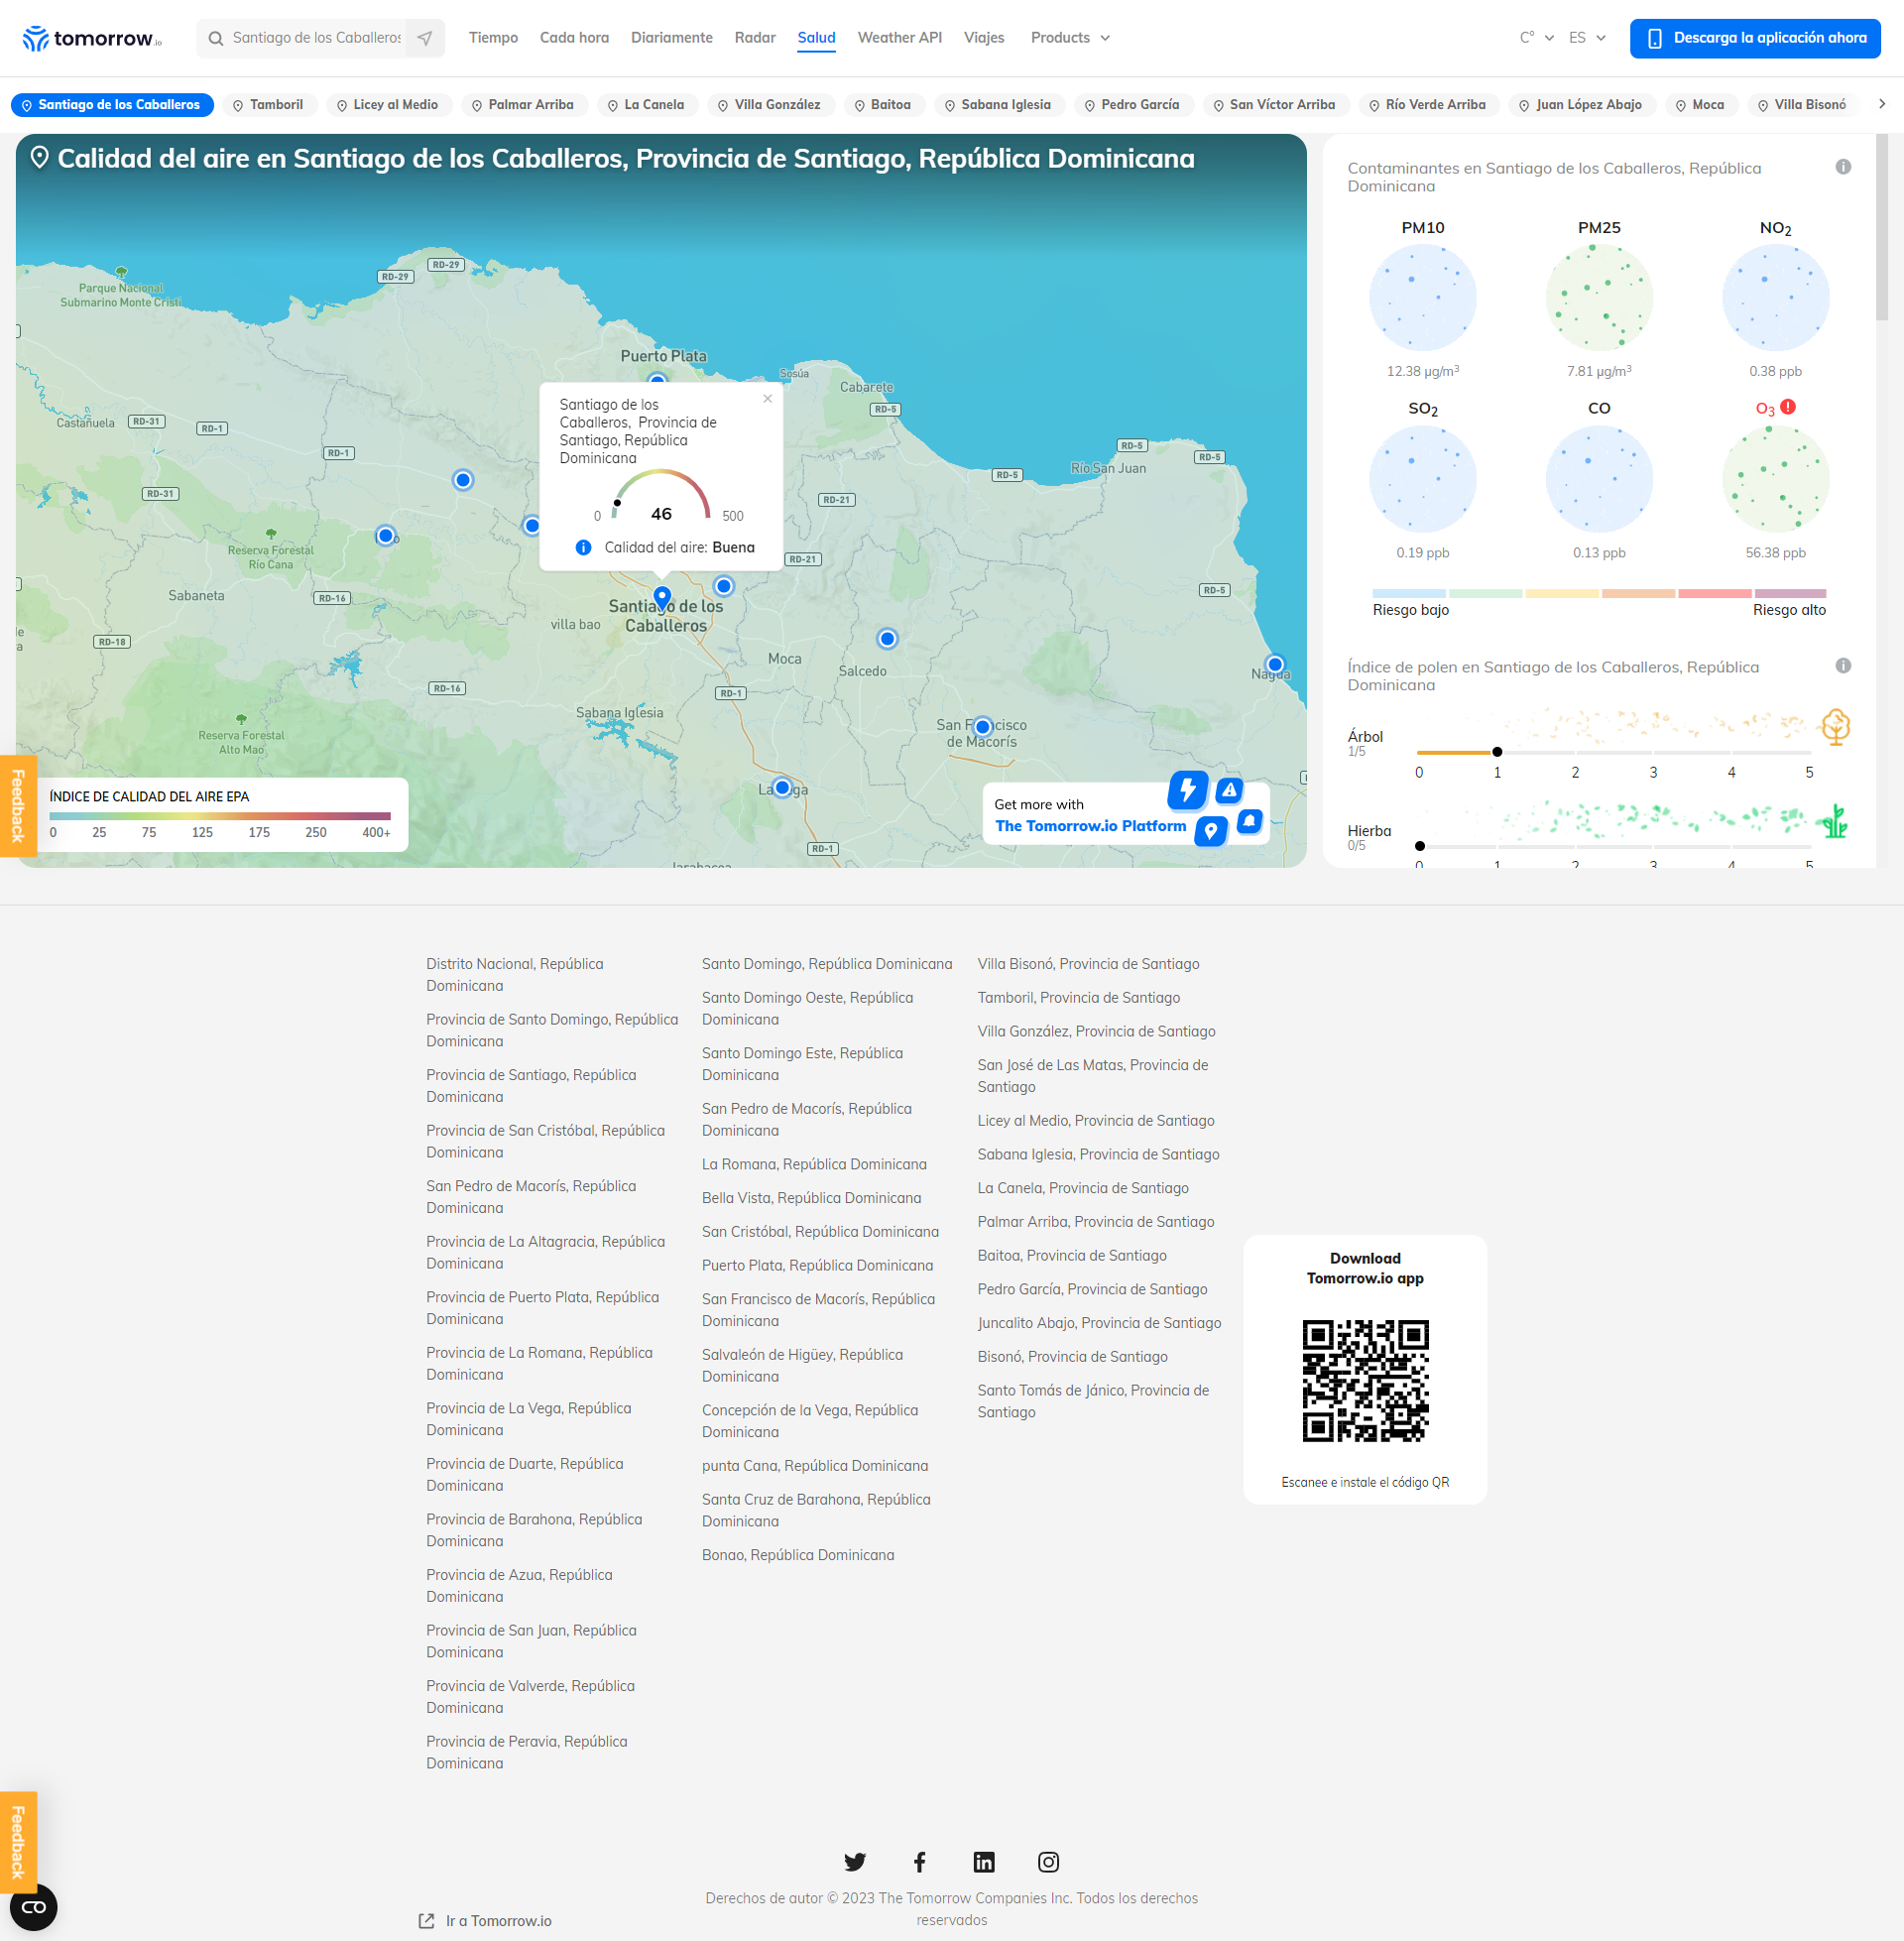 tomorrow.io
Santiago de los Caballeros
Tiempo
Cada hora
Diariamente
Radar
Salud
Weather API
Viajes
Products
C°
ES
Descarga la aplicación ahora
Santiago de los Caballeros
Tamboril
Licey al Medio
Palmar Arriba
La Canela
Villa González
Baitoa
Sabana Iglesia
Pedro García
San Víctor Arriba
Río Verde Arriba
Juan López Abajo
Moca
Villa Bisonó
Calidad del aire en Santiago de los Caballeros, Provincia de Santiago, República Dominicana
RD-29
RD-29
Parque Nacional
Submarino Monte Cristi
Puerto Plata
Sosúa
Cabarete
RD-5
Castañuela
RD-31
RD-1
RD-1
RD-31
RD-5
RD-5
Río San Juan
RD-5
RD-21
Santiago de los
Caballeros, Provincia de
Santiago, República
Dominicana
0
46
500
Calidad del aire: Buena
Reserva Forestal
Río Cana
RD-21
RD-5
Sabaneta
RD-16
Santiago de los
Caballeros
villa bao
RD-18
Moca
Salcedo
Nagua
RD-16
RD-1
Sabana Iglesia
San Francisco
de Macorís
Reserva Forestal
Alto Mao
RD-1
Jarabacoa
ÍNDICE DE CALIDAD DEL AIRE EPA
0 25 75 125 175 250 400+
Get more with
The Tomorrow.io Platform
Feedback
Contaminantes en Santiago de los Caballeros, República
Dominicana
PM10
PM25
NO2
12.38 µg/m3
7.81 µg/m3
0.38 ppb
SO2
CO
O3
0.19 ppb
0.13 ppb
56.38 ppb
Riesgo bajo
Riesgo alto
Índice de polen en Santiago de los Caballeros, República
Dominicana
Árbol
1/5
0 1 2 3 4 5
Hierba
0/5
0 1 2 3 4 5
Distrito Nacional, República
Dominicana
Provincia de Santo Domingo, República
Dominicana
Provincia de Santiago, República
Dominicana
Provincia de San Cristóbal, República
Dominicana
San Pedro de Macorís, República
Dominicana
Provincia de La Altagracia, República
Dominicana
Provincia de Puerto Plata, República
Dominicana
Provincia de La Romana, República
Dominicana
Provincia de La Vega, República
Dominicana
Provincia de Duarte, República
Dominicana
Provincia de Barahona, República
Dominicana
Provincia de Azua, República
Dominicana
Provincia de San Juan, República
Dominicana
Provincia de Valverde, República
Dominicana
Provincia de Peravia, República
Dominicana
Santo Domingo, República Dominicana
Santo Domingo Oeste, República
Dominicana
Santo Domingo Este, República
Dominicana
San Pedro de Macorís, República
Dominicana
La Romana, República Dominicana
Bella Vista, República Dominicana
San Cristóbal, República Dominicana
Puerto Plata, República Dominicana
San Francisco de Macorís, República
Dominicana
Salvaleón de Higüey, República
Dominicana
Concepción de la Vega, República
Dominicana
punta Cana, República Dominicana
Santa Cruz de Barahona, República
Dominicana
Bonao, República Dominicana
Villa Bisonó, Provincia de Santiago
Tamboril, Provincia de Santiago
Villa González, Provincia de Santiago
San José de Las Matas, Provincia de
Santiago
Licey al Medio, Provincia de Santiago
Sabana Iglesia, Provincia de Santiago
La Canela, Provincia de Santiago
Palmar Arriba, Provincia de Santiago
Baitoa, Provincia de Santiago
Pedro García, Provincia de Santiago
Juncalito Abajo, Provincia de Santiago
Bisonó, Provincia de Santiago
Santo Tomás de Jánico, Provincia de
Santiago
Download
Tomorrow.io app
Escanee e instale el código QR
Feedback
Ir a Tomorrow.io
Derechos de autor © 2023 The Tomorrow Companies Inc. Todos los derechos
reservados